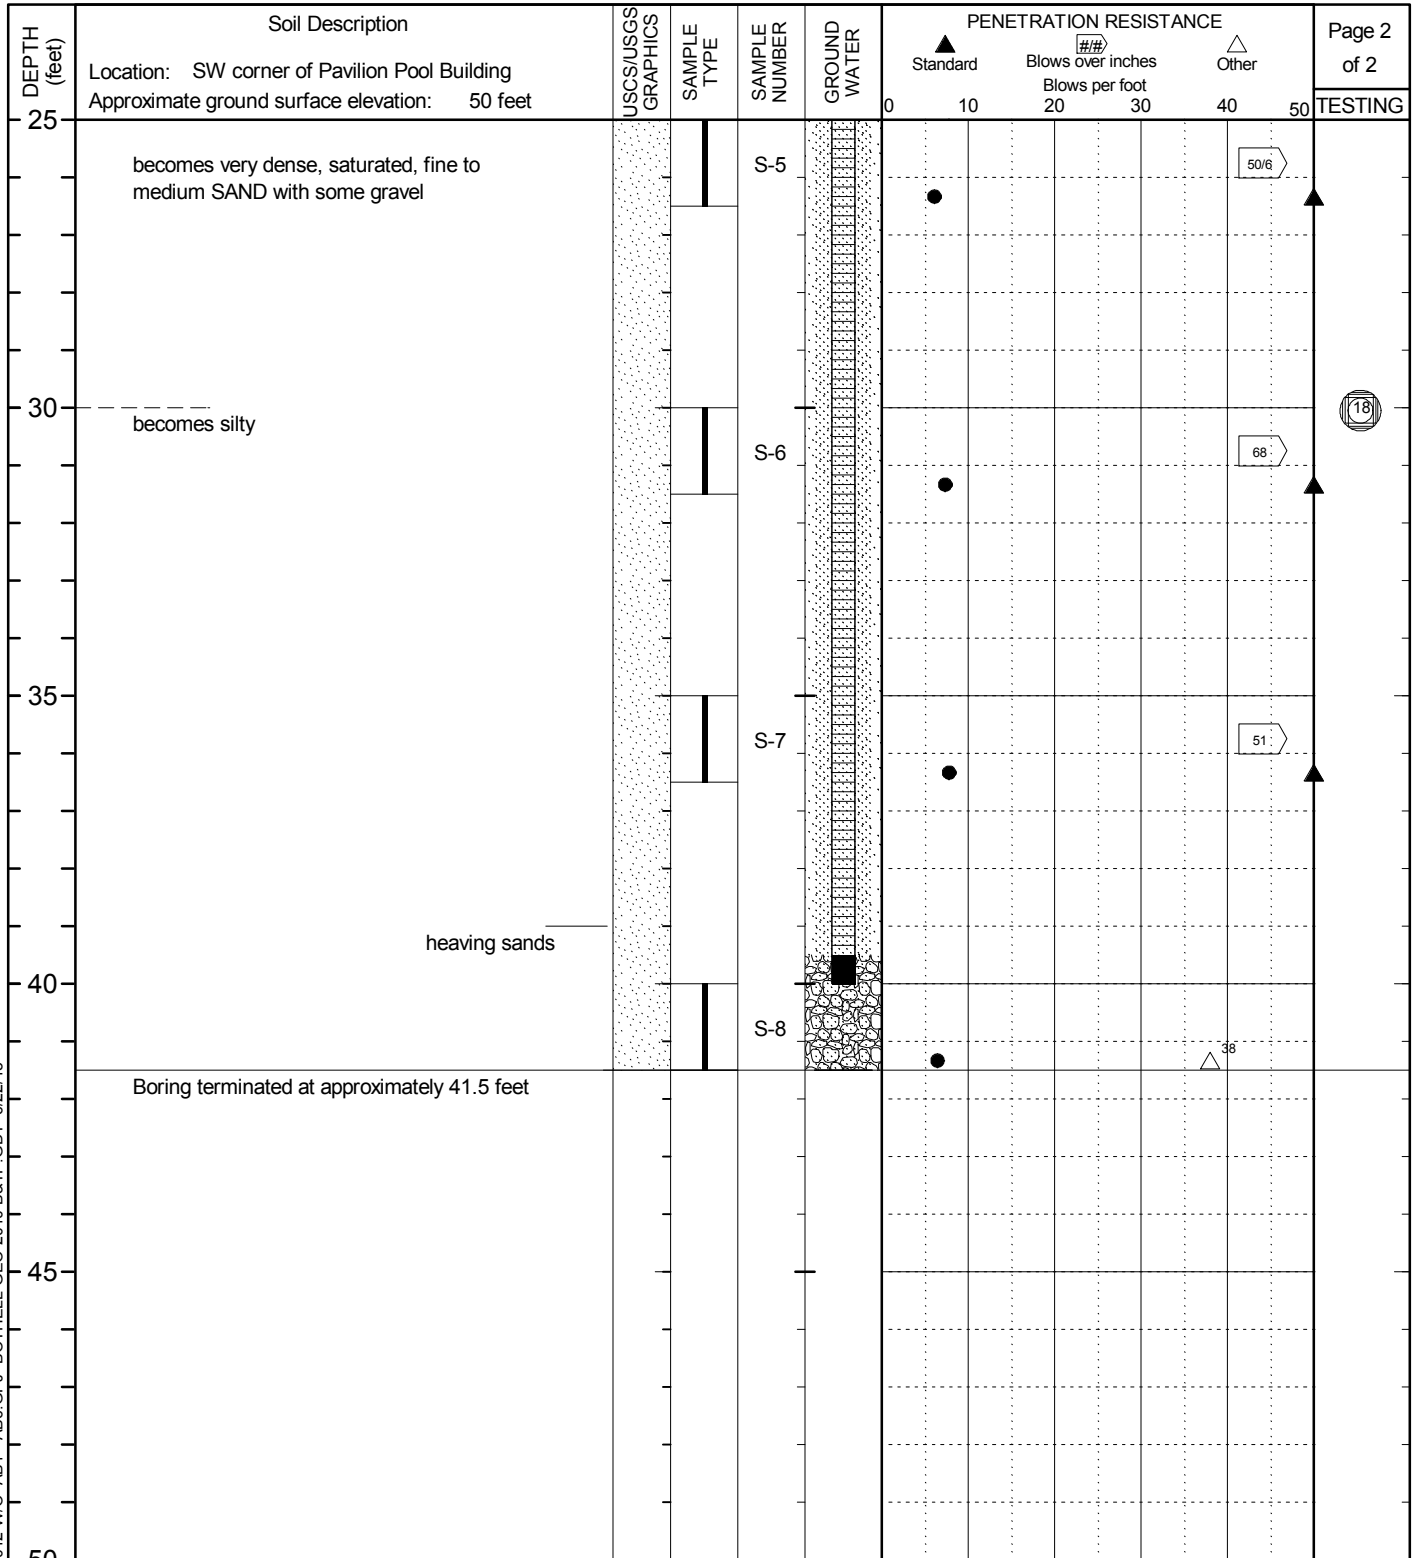 DEPTH (feet)
Soil Description
Location: SW corner of Pavilion Pool Building
Approximate ground surface elevation: 50 feet
USCS/USGS GRAPHICS
SAMPLE TYPE
SAMPLE NUMBER
GROUND WATER
PENETRATION RESISTANCE
Standard
##
Blows over inches
Other
Blows per foot
0 10 20 30 40 50
Page 2
of 2
TESTING
25
becomes very dense, saturated, fine to
medium SAND with some gravel
S-5
50/6
30
becomes silty
S-6
68
18
35
S-7
51
heaving sands
40
S-8
38
Boring terminated at approximately 41.5 feet
45
50